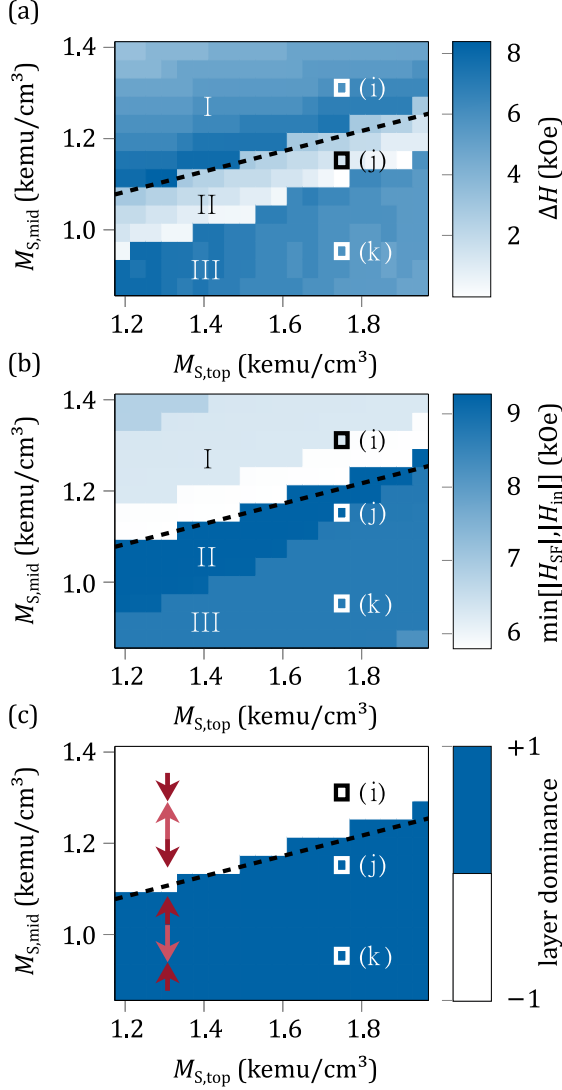 (a)
1.4
1.2
1.0
M_S,mid (kemu/cm³)
I
II
III
(i)
(j)
(k)
1.2 1.4 1.6 1.8
M_S,top (kemu/cm³)
8
6
4
2
ΔH (kOe)
(b)
1.4
1.2
1.0
M_S,mid (kemu/cm³)
I
II
III
(i)
(j)
(k)
1.2 1.4 1.6 1.8
M_S,top (kemu/cm³)
9
8
7
6
min[|H_SF|,|H_in|] (kOe)
(c)
1.4
1.2
1.0
M_S,mid (kemu/cm³)
(i)
(j)
(k)
1.2 1.4 1.6 1.8
M_S,top (kemu/cm³)
+1
−1
layer dominance